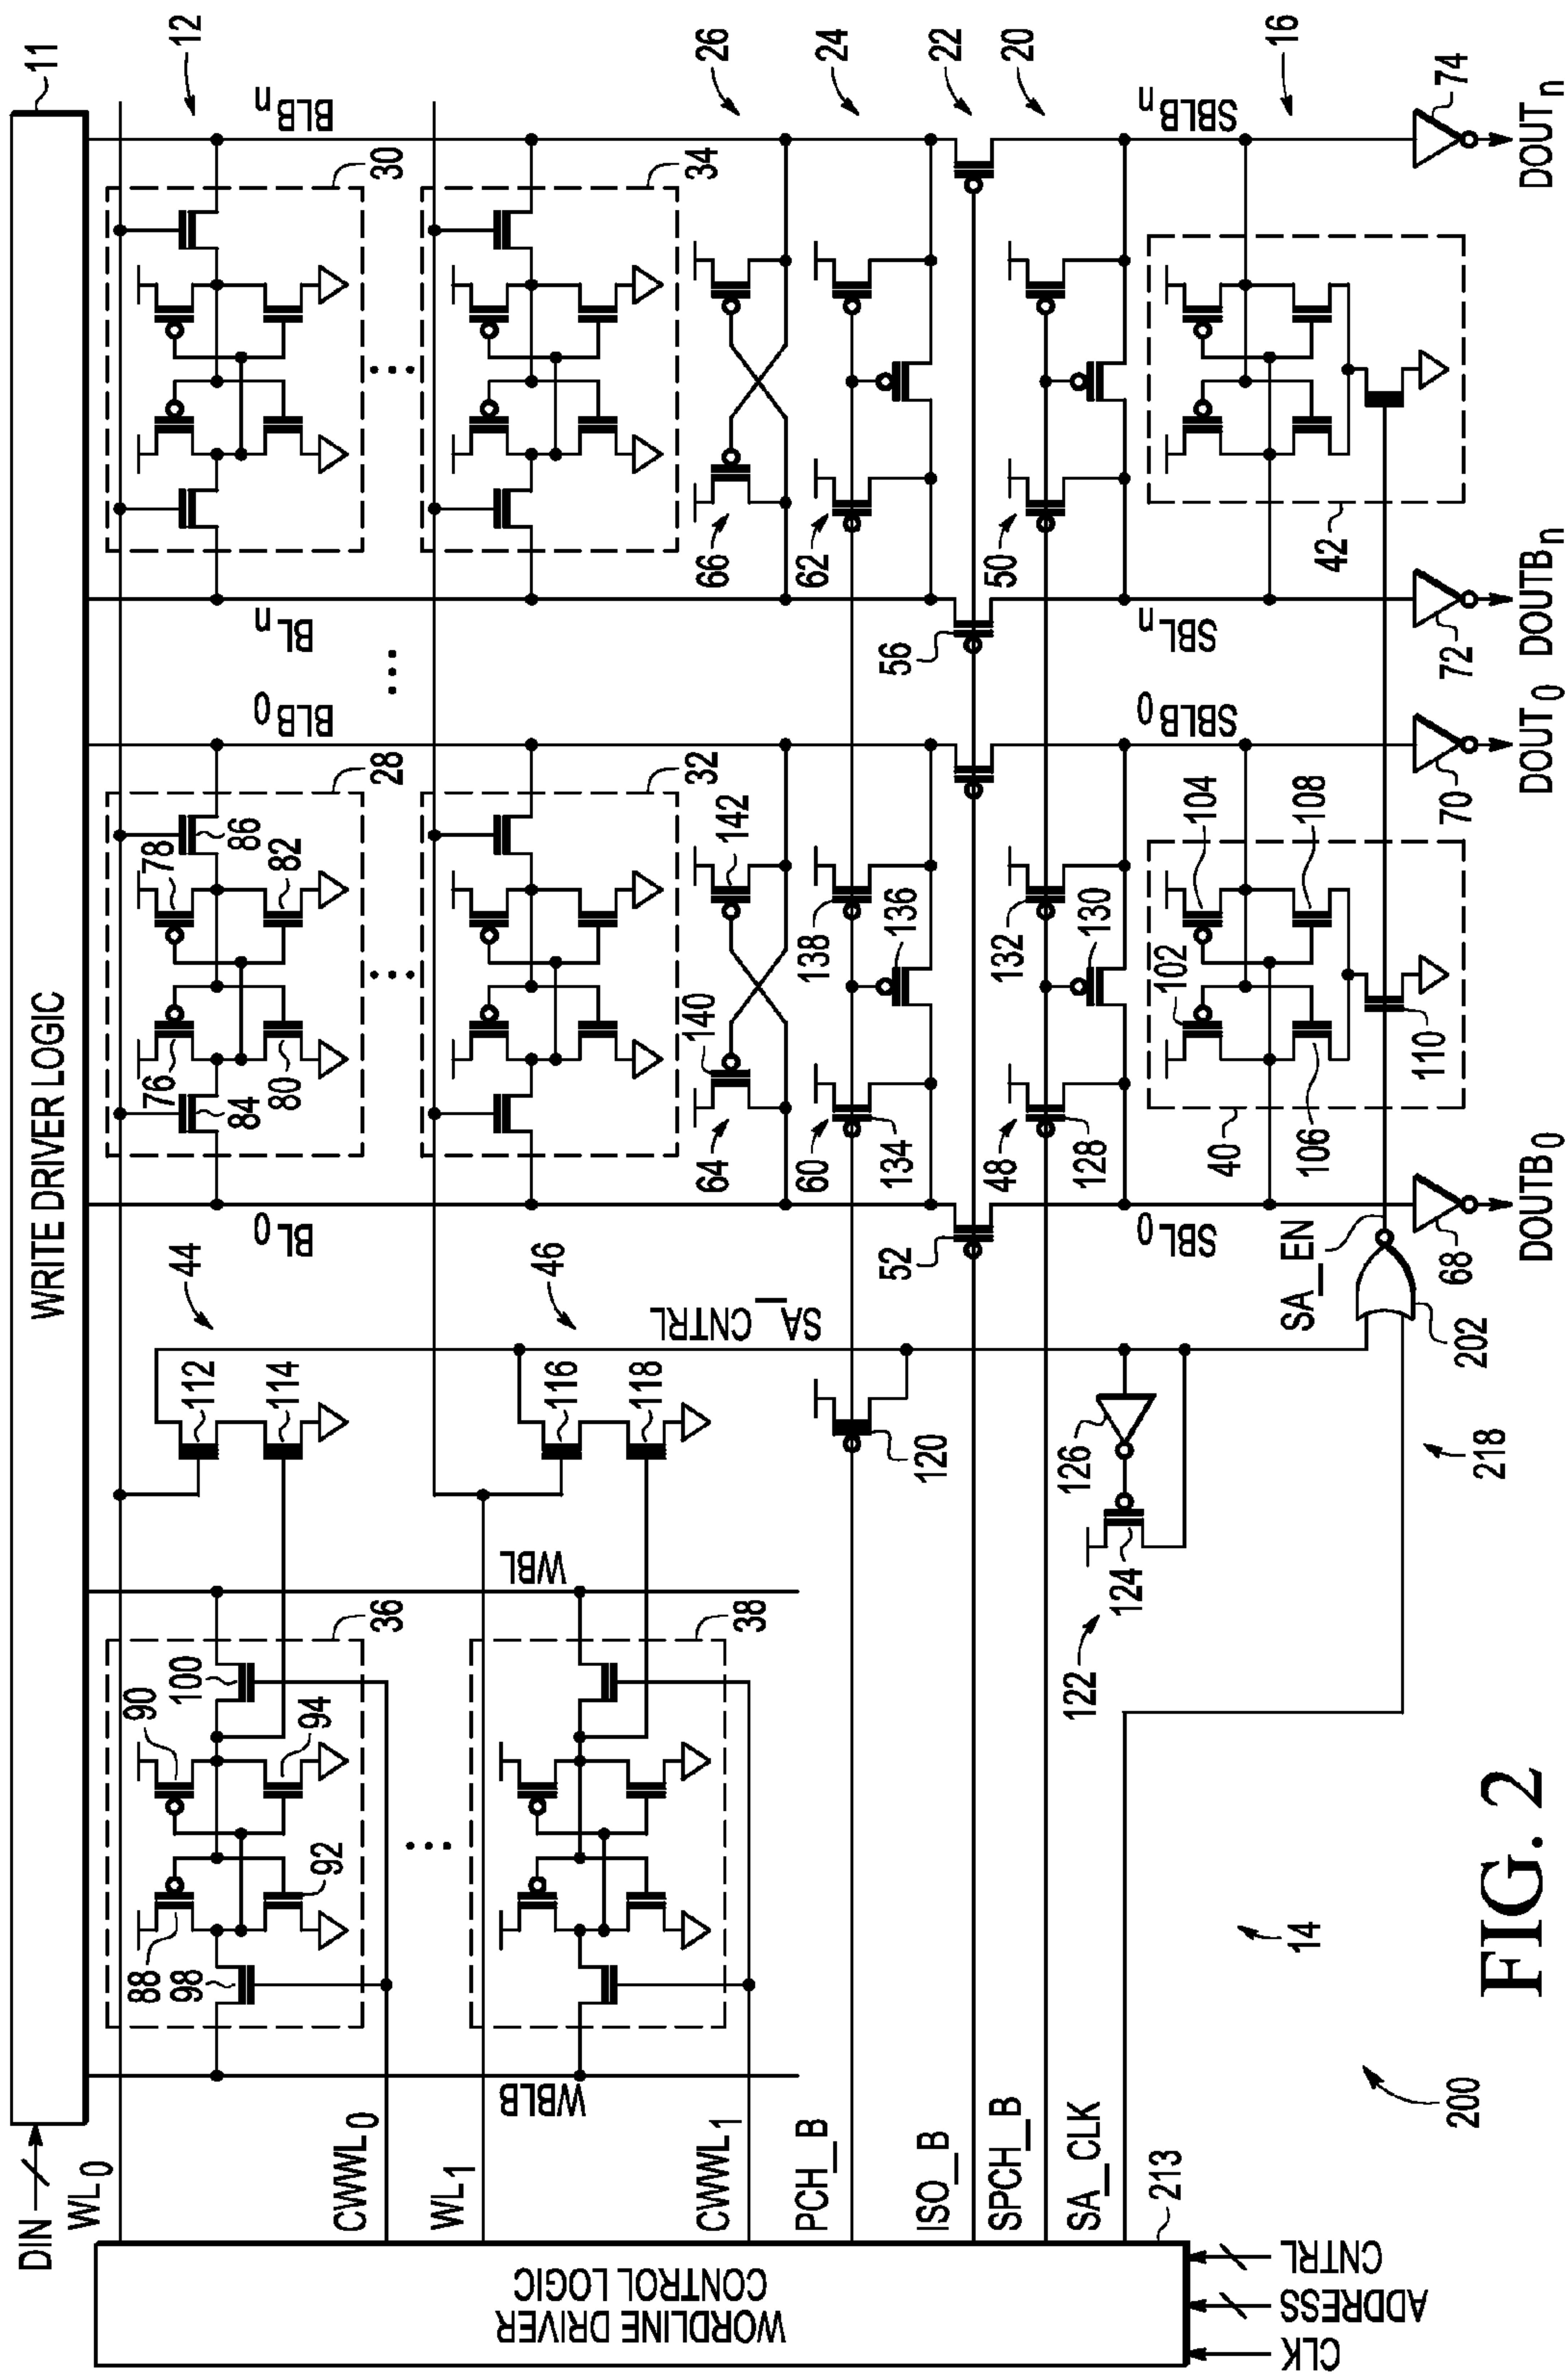 11
WRITE DRIVER LOGIC
DIN
WL0
12
BLBn
30
BLn
BLB0
28
78
86
82
76
84
80
BL0
44
112
114
WBL
36
90
100
94
92
88
98
WBLB
CWWL0
34
32
46
116
118
38
WL1
CWWL1
26
66
142
140
64
SA_CNTRL
24
62
138
136
60
134
120
PCH_B
22
56
52
ISO_B
20
50
132
130
48
128
SPCH_B
126
124
122
SA_CLK
213
SBLBn
SBLn
SBLB0
SBL0
16
42
104
102
108
110
106
40
SA_EN
202
218
74
72
70
68
DOUTn
DOUTBn
DOUT0
DOUTB0
WORDLINE DRIVER
CONTROL LOGIC
CLK
ADDRESS
CNTRL
14
200
FIG. 2